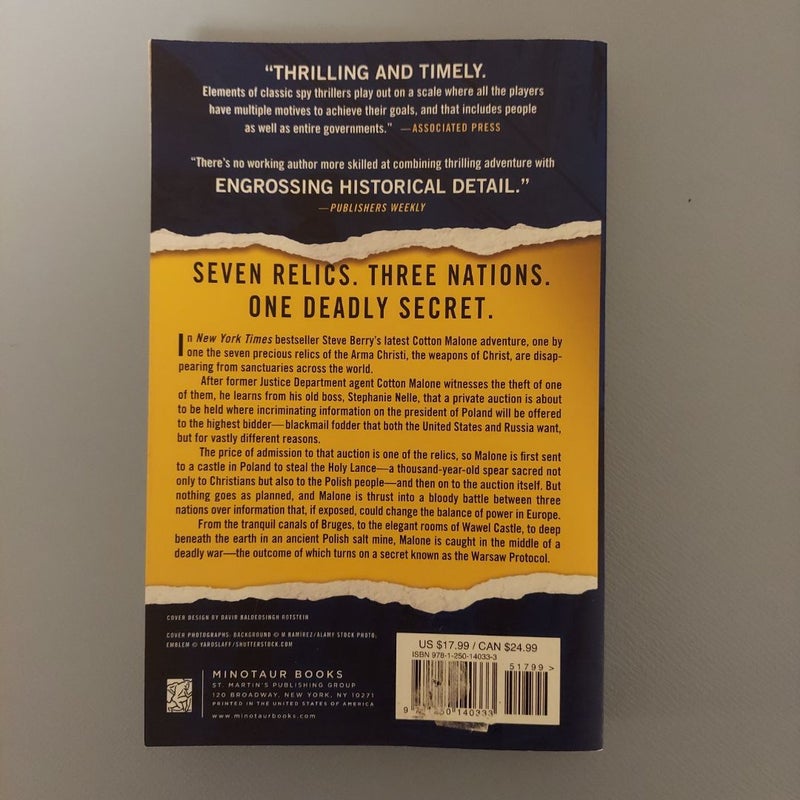 “THRILLING AND TIMELY.
Elements of classic spy thrillers play out on a scale where all the players
have multiple motives to achieve their goals, and that includes people
as well as entire governments.” —ASSOCIATED PRESS
“There’s no working author more skilled at combining thrilling adventure with
ENGROSSING HISTORICAL DETAIL.”
—PUBLISHERS WEEKLY
SEVEN RELICS. THREE NATIONS.
ONE DEADLY SECRET.
In New York Times bestseller Steve Berry’s latest Cotton Malone adventure, one by
one the seven precious relics of the Arma Christi, the weapons of Christ, are disap-
pearing from sanctuaries across the world.
After former Justice Department agent Cotton Malone witnesses the theft of one
of them, he learns from his old boss, Stephanie Nelle, that a private auction is about
to be held where incriminating information on the president of Poland will be offered
to the highest bidder—blackmail fodder that both the United States and Russia want,
but for vastly different reasons.
The price of admission to that auction is one of the relics, so Malone is first sent
to a castle in Poland to steal the Holy Lance—a thousand-year-old spear sacred not
only to Christians but also to the Polish people—and then on to the auction itself. But
nothing goes as planned, and Malone is thrust into a bloody battle between three
nations over information that, if exposed, could change the balance of power in Europe.
From the tranquil canals of Bruges, to the elegant rooms of Wawel Castle, to deep
beneath the earth in an ancient Polish salt mine, Malone is caught in the middle of a
deadly war—the outcome of which turns on a secret known as the Warsaw Protocol.
COVER DESIGN BY DAVID BALDEOSINGH ROTSTEIN
COVER PHOTOGRAPHS: BACKGROUND © M RAMÍREZ/ALAMY STOCK PHOTO;
EMBLEM © YAROSLAFF/SHUTTERSTOCK.COM
MINOTAUR BOOKS
ST. MARTIN’S PUBLISHING GROUP
120 BROADWAY, NEW YORK, NY 10271
PRINTED IN THE UNITED STATES OF AMERICA
www.minotaurbooks.com
US $17.99 / CAN $24.99
ISBN 978-1-250-14033-3
51799 >
9 50140333